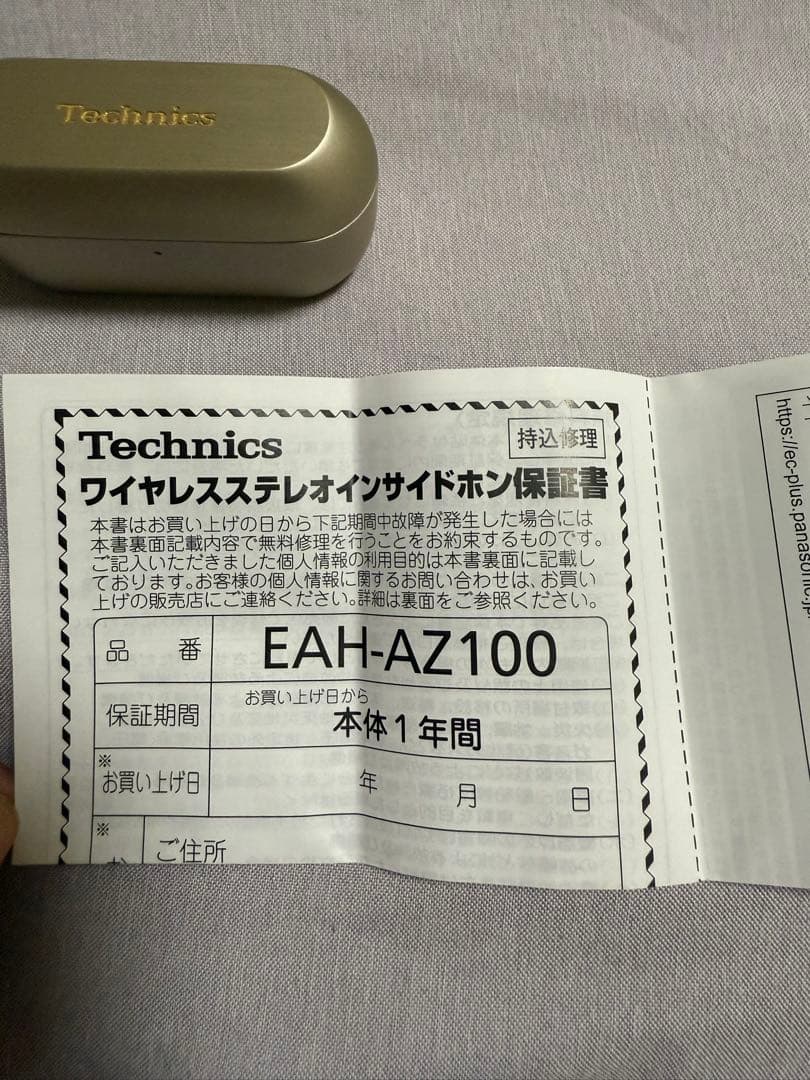 Technics
Technics
持込修理
ワイヤレスステレオインサイドホン保証書
本書はお買い上げの日から下記期間中故障が発生した場合には
本書裏面記載内容で無料修理を行うことをお約束するものです。
ご記入いただきました個人情報の利用目的は本書裏面に記載し
ております。お客様の個人情報に関するお問い合わせは、お買い
上げの販売店にご連絡ください。詳細は裏面をご参照ください。
品 番
EAH-AZ100
保証期間
お買い上げ日から
本体1年間
※
お買い上げ日
年 月 日
※
ご住所
https://ec-plus.panasonic.jp